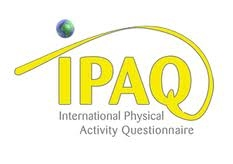 IPAQ
International Physical
Activity Questionnaire